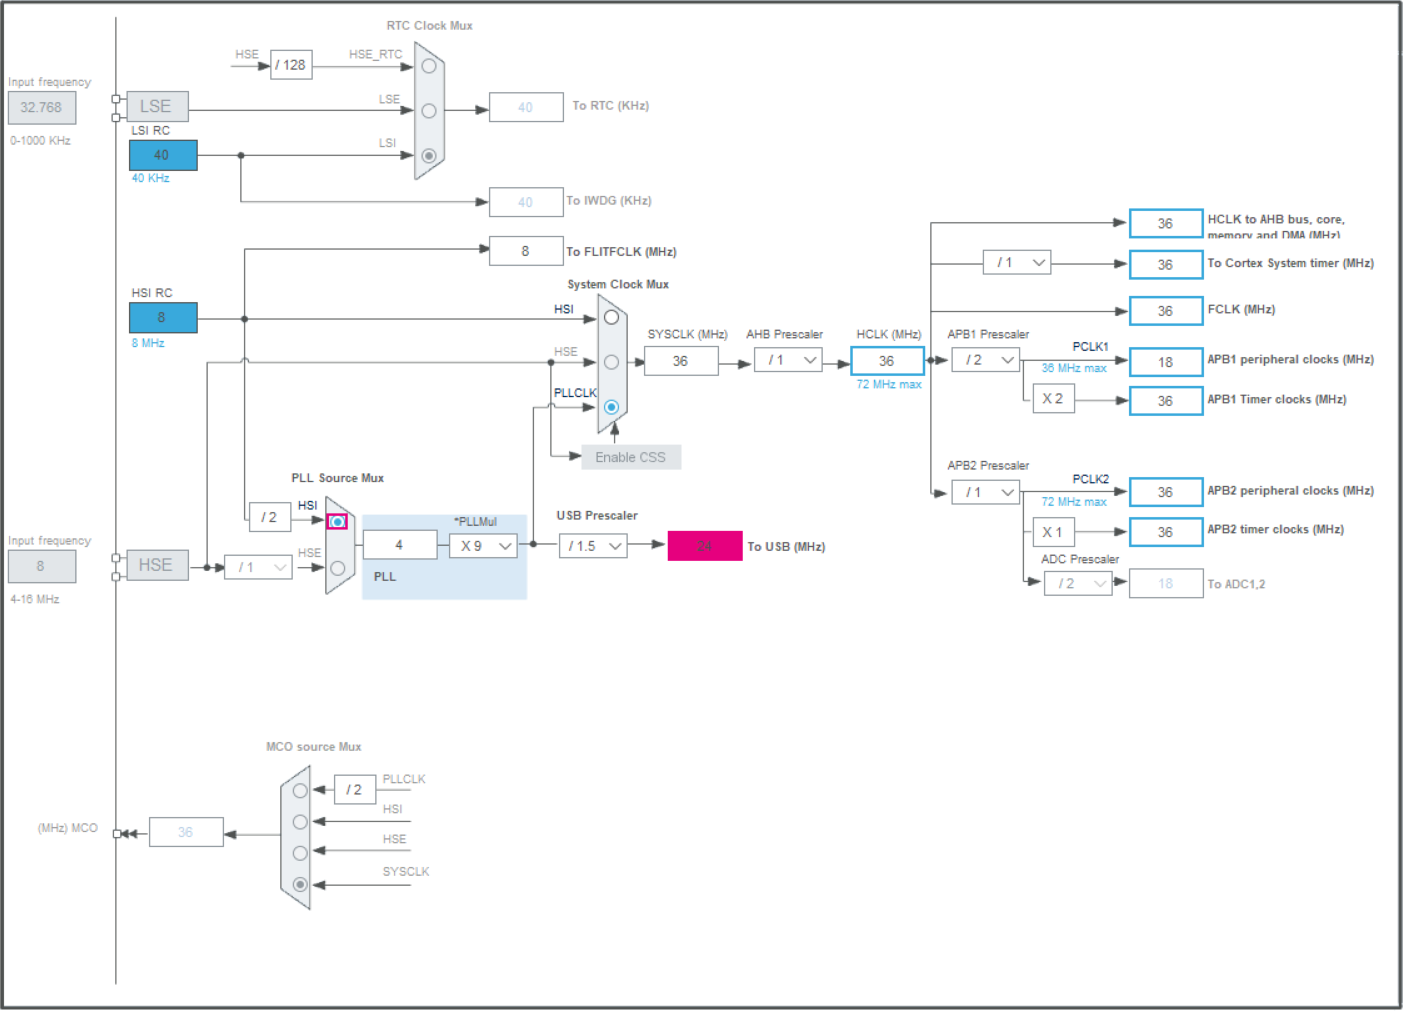 RTC Clock Mux
HSE
/ 128
HSE_RTC
Input frequency
32.768
0-1000 KHz
LSE
LSE
40
To RTC (KHz)
LSI RC
40
40 KHz
LSI
40
To IWDG (KHz)
8
To FLITFCLK (MHz)
HSI RC
8
8 MHz
System Clock Mux
HSI
HSE
PLLCLK
SYSCLK (MHz)
36
AHB Prescaler
/ 1
HCLK (MHz)
36
72 MHz max
Enable CSS
36
HCLK to AHB bus, core,
memory and DMA (MHz)
/ 1
36
To Cortex System timer (MHz)
36
FCLK (MHz)
APB1 Prescaler
/ 2
PCLK1
36 MHz max
18
APB1 peripheral clocks (MHz)
X 2
36
APB1 Timer clocks (MHz)
APB2 Prescaler
/ 1
PCLK2
72 MHz max
36
APB2 peripheral clocks (MHz)
X 1
36
APB2 timer clocks (MHz)
ADC Prescaler
/ 2
18
To ADC1,2
PLL Source Mux
/ 2
HSI
*PLLMul
4
X 9
PLL
USB Prescaler
/ 1.5
24
To USB (MHz)
Input frequency
8
4-16 MHz
HSE
/ 1
HSE
MCO source Mux
/ 2
PLLCLK
HSI
HSE
SYSCLK
(MHz) MCO
36